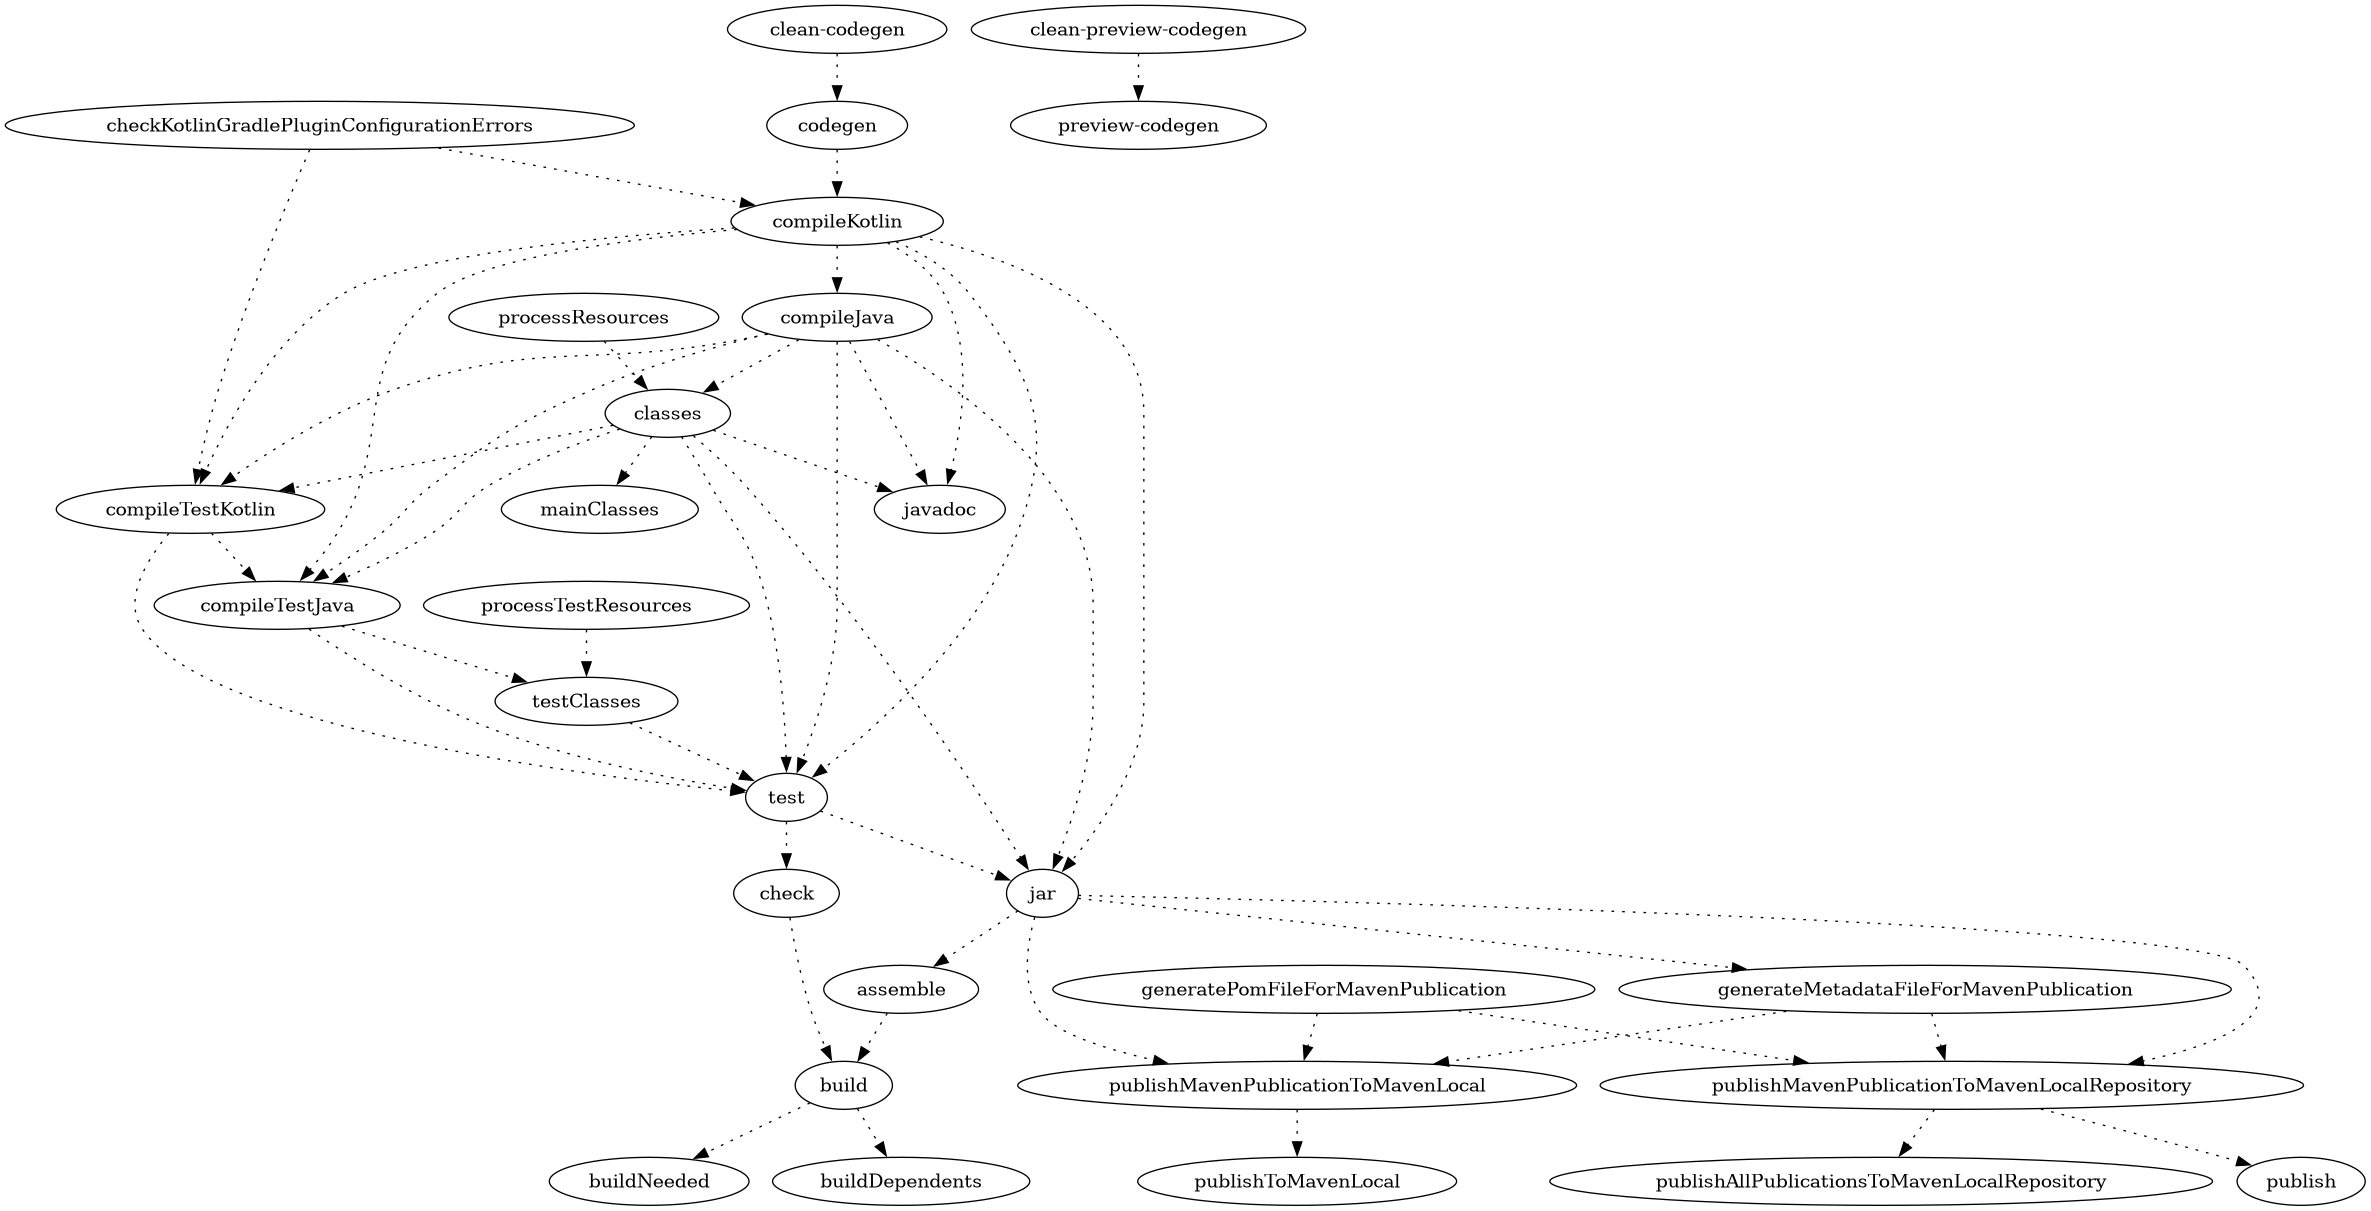 clean-codegen
clean-preview-codegen
checkKotlinGradlePluginConfigurationErrors
codegen
preview-codegen
compileKotlin
processResources
compileJava
classes
compileTestKotlin
mainClasses
javadoc
compileTestJava
processTestResources
testClasses
test
check
jar
assemble
generatePomFileForMavenPublication
generateMetadataFileForMavenPublication
build
publishMavenPublicationToMavenLocal
publishMavenPublicationToMavenLocalRepository
buildNeeded
buildDependents
publishToMavenLocal
publishAllPublicationsToMavenLocalRepository
publish